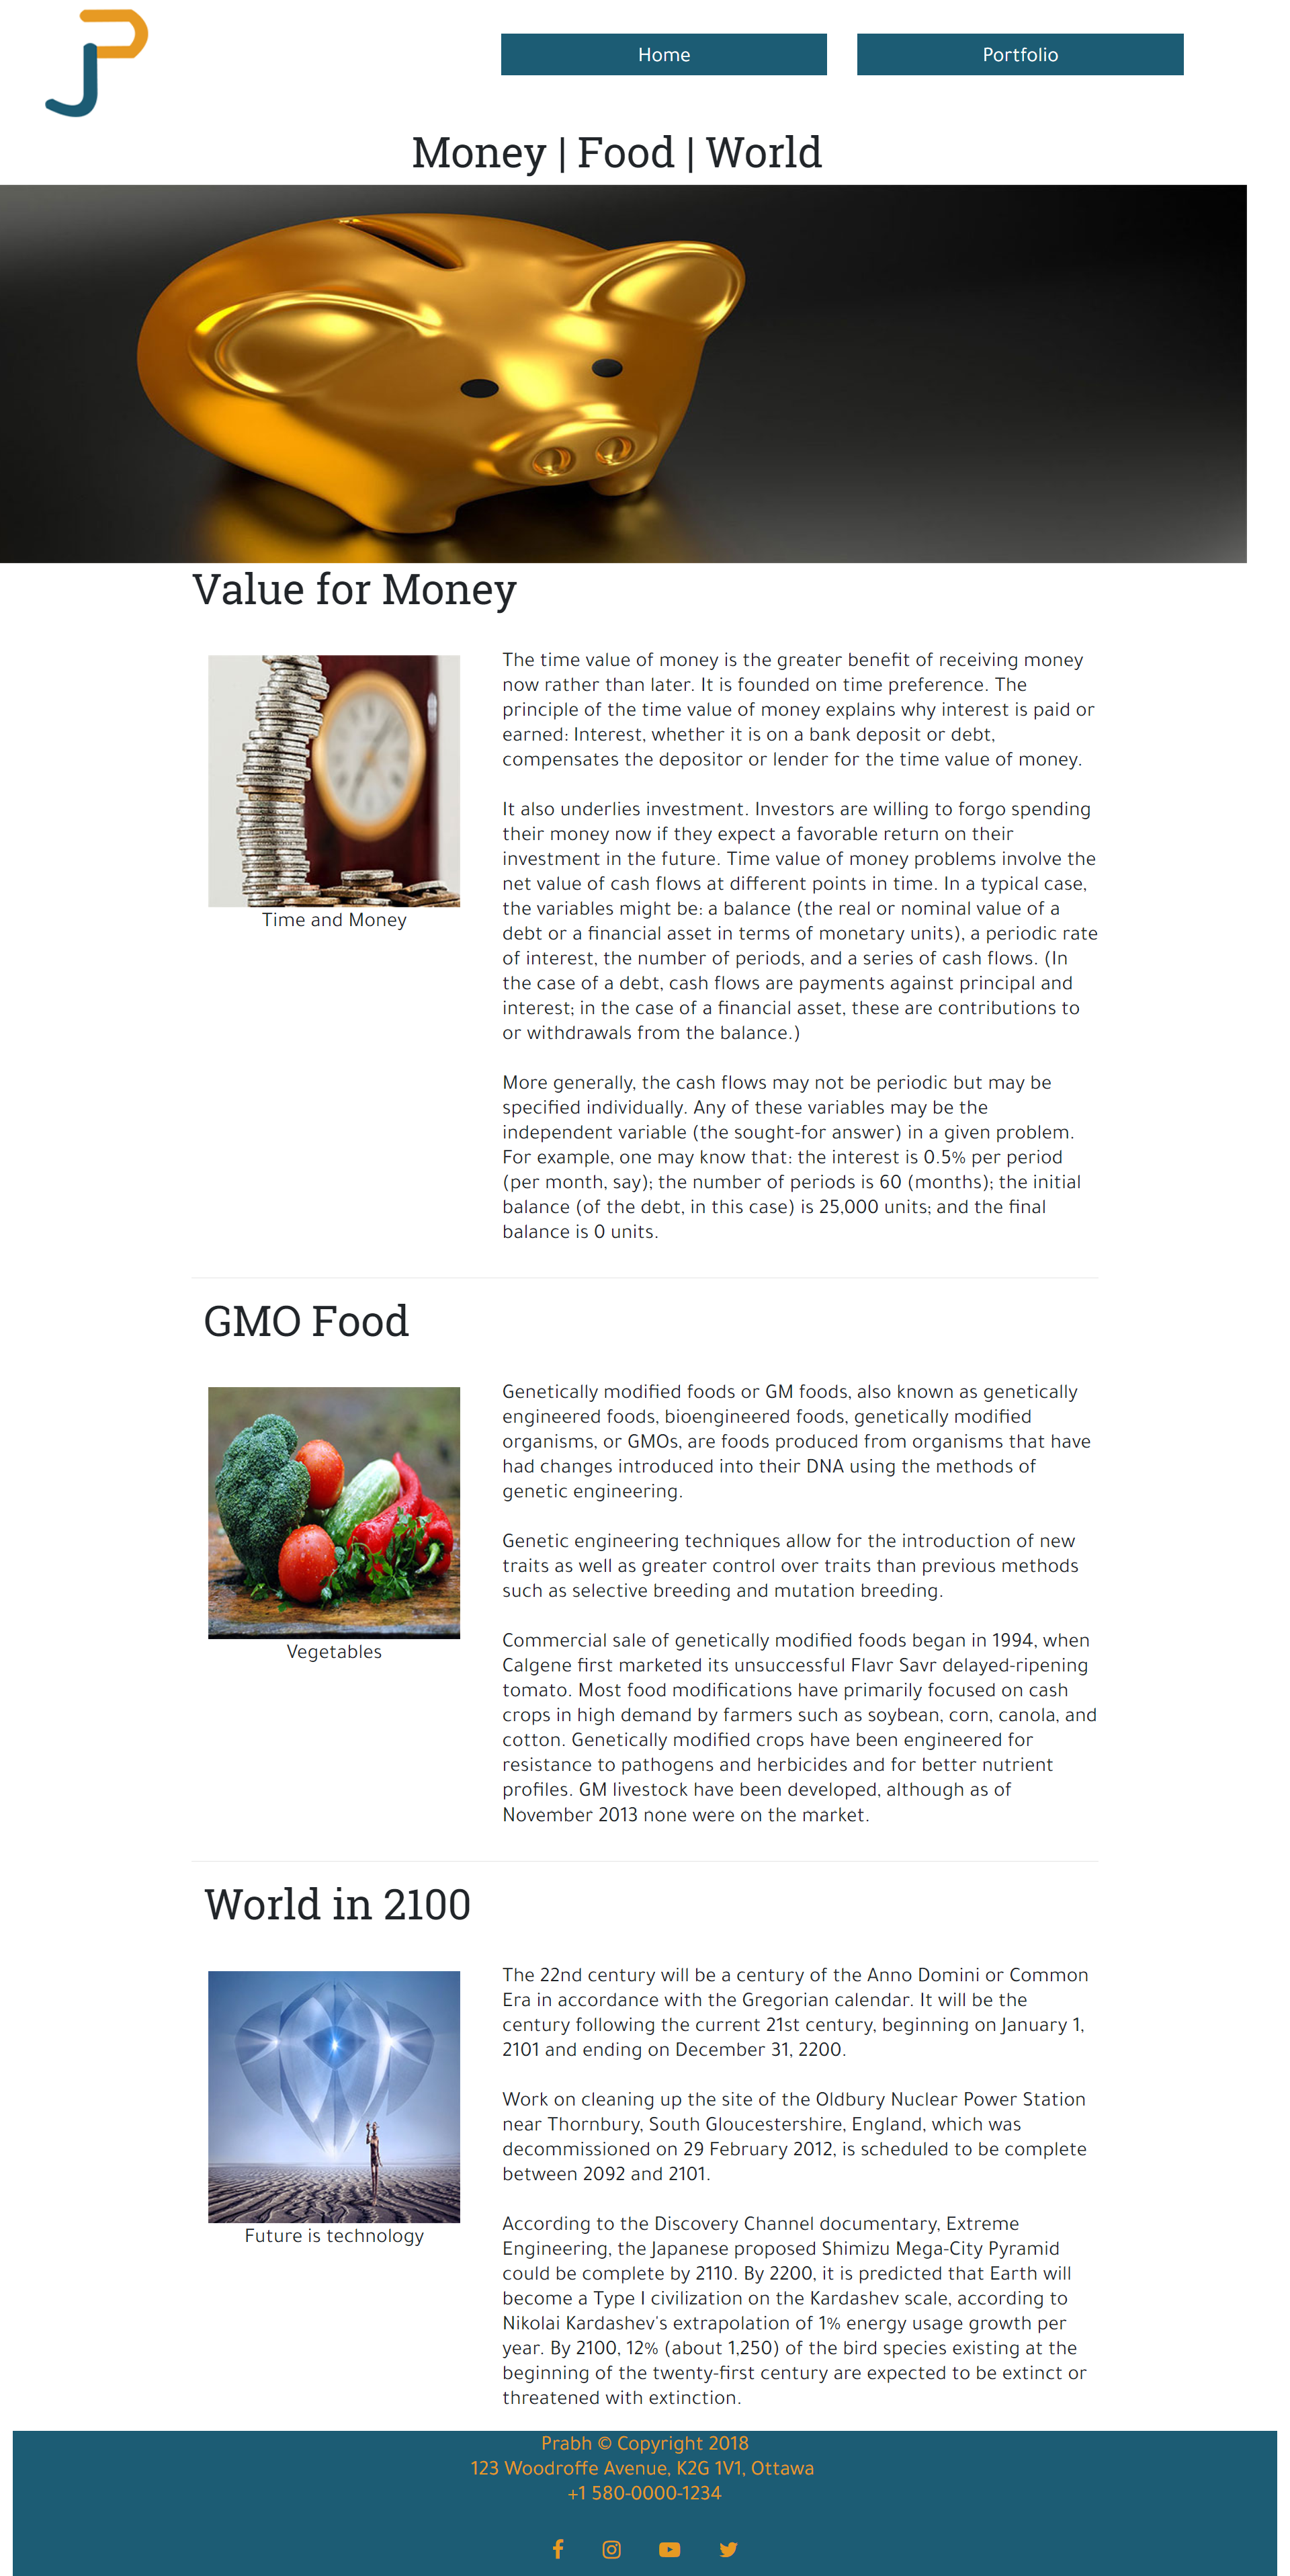 Home
Portfolio
Money | Food | World
Value for Money
The time value of money is the greater benefit of receiving money
now rather than later. It is founded on time preference. The
principle of the time value of money explains why interest is paid or
earned: Interest, whether it is on a bank deposit or debt,
compensates the depositor or lender for the time value of money.
It also underlies investment. Investors are willing to forgo spending
their money now if they expect a favorable return on their
investment in the future. Time value of money problems involve the
net value of cash flows at different points in time. In a typical case,
the variables might be: a balance (the real or nominal value of a
debt or a financial asset in terms of monetary units), a periodic rate
of interest, the number of periods, and a series of cash flows. (In
the case of a debt, cash flows are payments against principal and
interest; in the case of a financial asset, these are contributions to
or withdrawals from the balance.)
More generally, the cash flows may not be periodic but may be
specified individually. Any of these variables may be the
independent variable (the sought-for answer) in a given problem.
For example, one may know that: the interest is 0.5% per period
(per month, say); the number of periods is 60 (months); the initial
balance (of the debt, in this case) is 25,000 units; and the final
balance is 0 units.
Time and Money
GMO Food
Genetically modified foods or GM foods, also known as genetically
engineered foods, bioengineered foods, genetically modified
organisms, or GMOs, are foods produced from organisms that have
had changes introduced into their DNA using the methods of
genetic engineering.
Genetic engineering techniques allow for the introduction of new
traits as well as greater control over traits than previous methods
such as selective breeding and mutation breeding.
Commercial sale of genetically modified foods began in 1994, when
Calgene first marketed its unsuccessful Flavr Savr delayed-ripening
tomato. Most food modifications have primarily focused on cash
crops in high demand by farmers such as soybean, corn, canola, and
cotton. Genetically modified crops have been engineered for
resistance to pathogens and herbicides and for better nutrient
profiles. GM livestock have been developed, although as of
November 2013 none were on the market.
Vegetables
World in 2100
The 22nd century will be a century of the Anno Domini or Common
Era in accordance with the Gregorian calendar. It will be the
century following the current 21st century, beginning on January 1,
2101 and ending on December 31, 2200.
Work on cleaning up the site of the Oldbury Nuclear Power Station
near Thornbury, South Gloucestershire, England, which was
decommissioned on 29 February 2012, is scheduled to be complete
between 2092 and 2101.
According to the Discovery Channel documentary, Extreme
Engineering, the Japanese proposed Shimizu Mega-City Pyramid
could be complete by 2110. By 2200, it is predicted that Earth will
become a Type I civilization on the Kardashev scale, according to
Nikolai Kardashev's extrapolation of 1% energy usage growth per
year. By 2100, 12% (about 1,250) of the bird species existing at the
beginning of the twenty-first century are expected to be extinct or
threatened with extinction.
Future is technology
Prabh © Copyright 2018
123 Woodroffe Avenue, K2G 1V1, Ottawa
+1 580-0000-1234